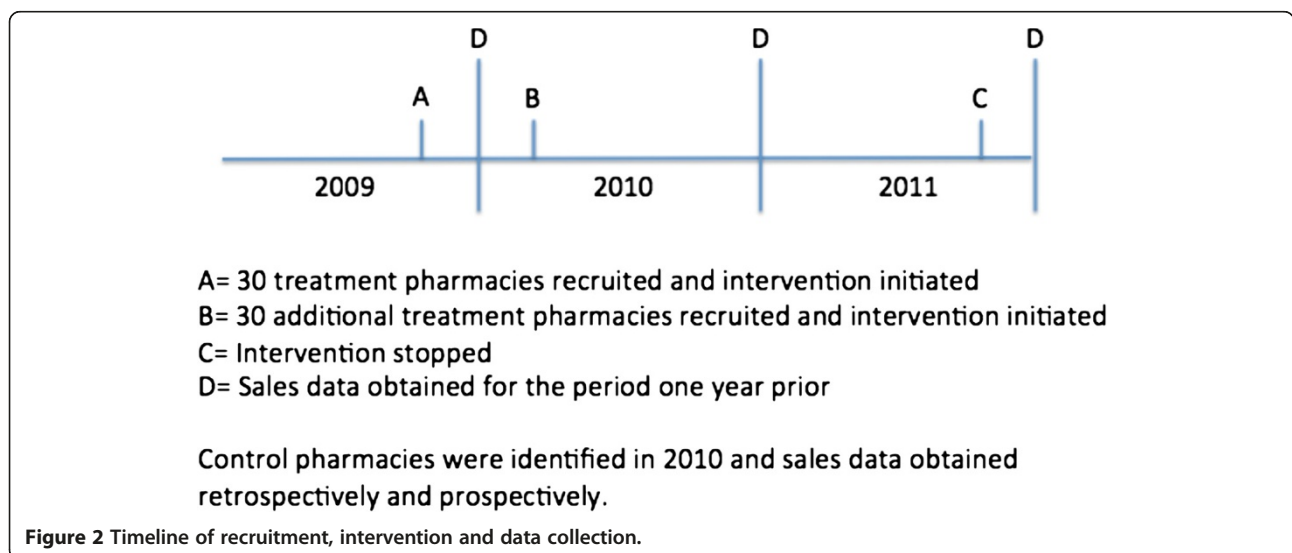 D D D
A B C
2009 2010 2011
A= 30 treatment pharmacies recruited and intervention initiated
B= 30 additional treatment pharmacies recruited and intervention initiated
C= Intervention stopped
D= Sales data obtained for the period one year prior
Control pharmacies were identified in 2010 and sales data obtained
retrospectively and prospectively.
Figure 2 Timeline of recruitment, intervention and data collection.